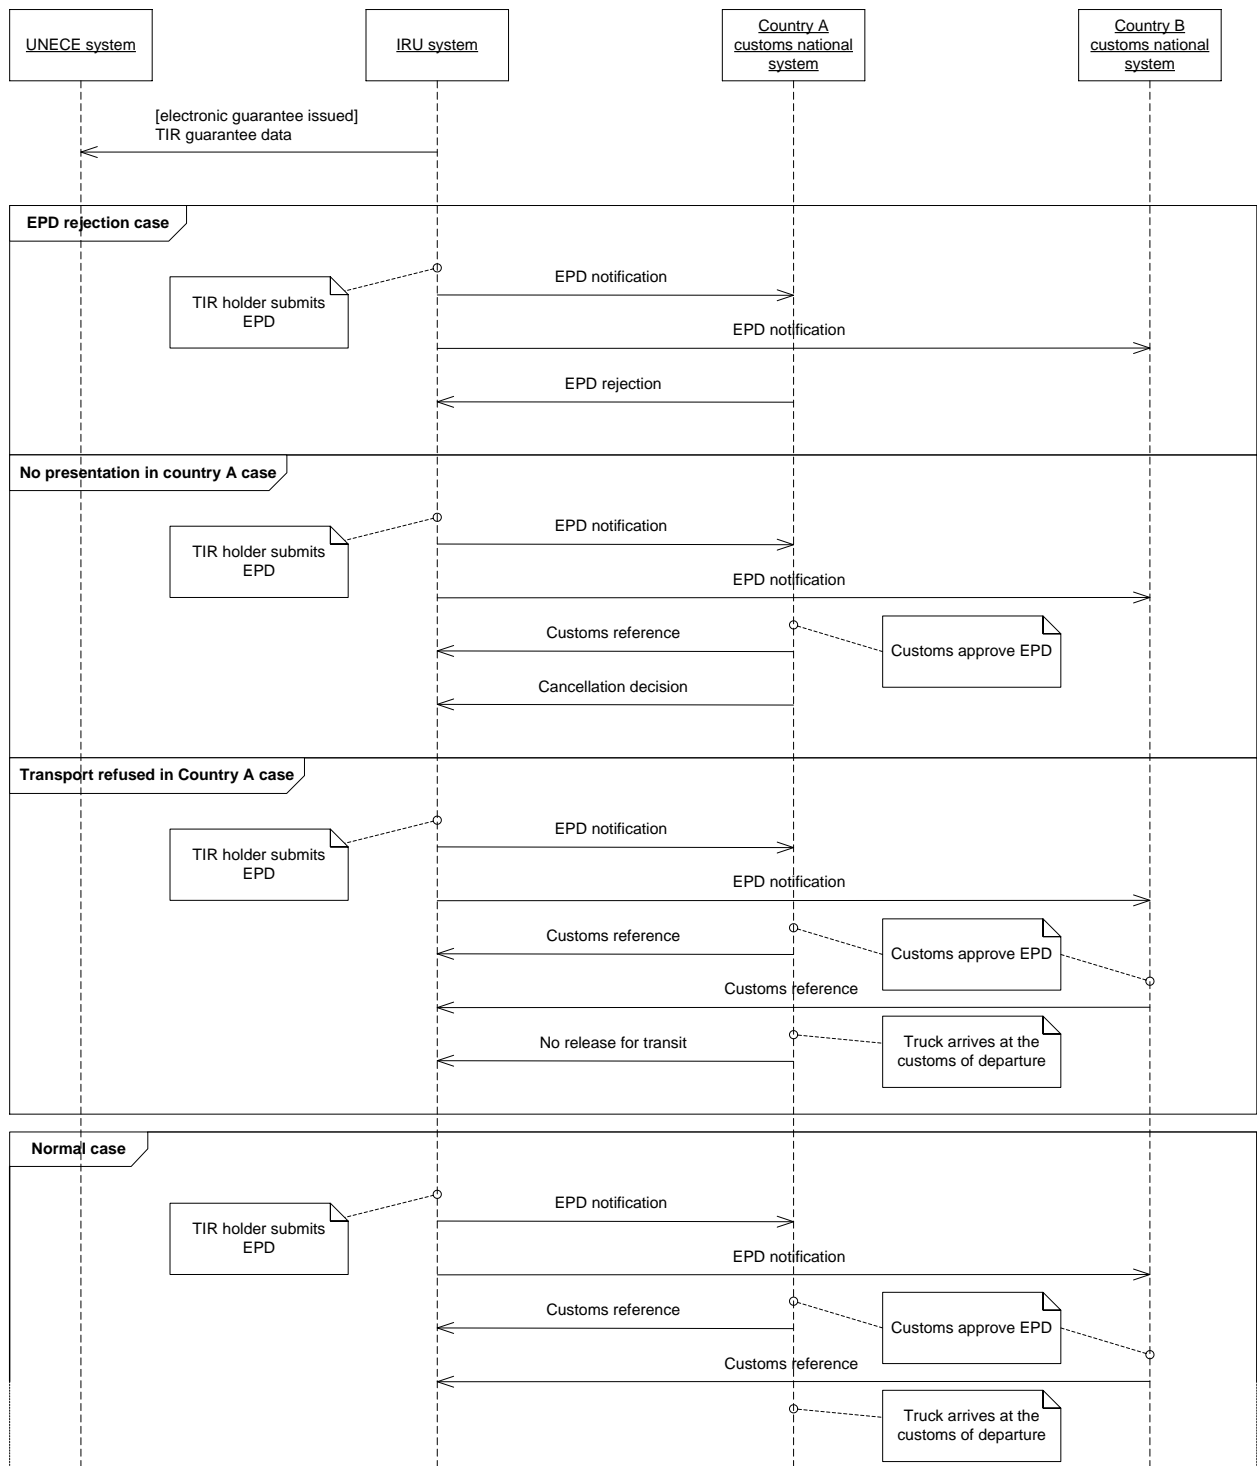 UNECE system
IRU system
Country A
customs national
system
Country B
customs national
system
[electronic guarantee issued]
TIR guarantee data
EPD rejection case
TIR holder submits
EPD
EPD notification
EPD notification
EPD rejection
No presentation in country A case
TIR holder submits
EPD
EPD notification
EPD notification
Customs reference
Customs approve EPD
Cancellation decision
Transport refused in Country A case
TIR holder submits
EPD
EPD notification
EPD notification
Customs reference
Customs approve EPD
Customs reference
No release for transit
Truck arrives at the
customs of departure
Normal case
TIR holder submits
EPD
EPD notification
EPD notification
Customs reference
Customs approve EPD
Customs reference
Truck arrives at the
customs of departure